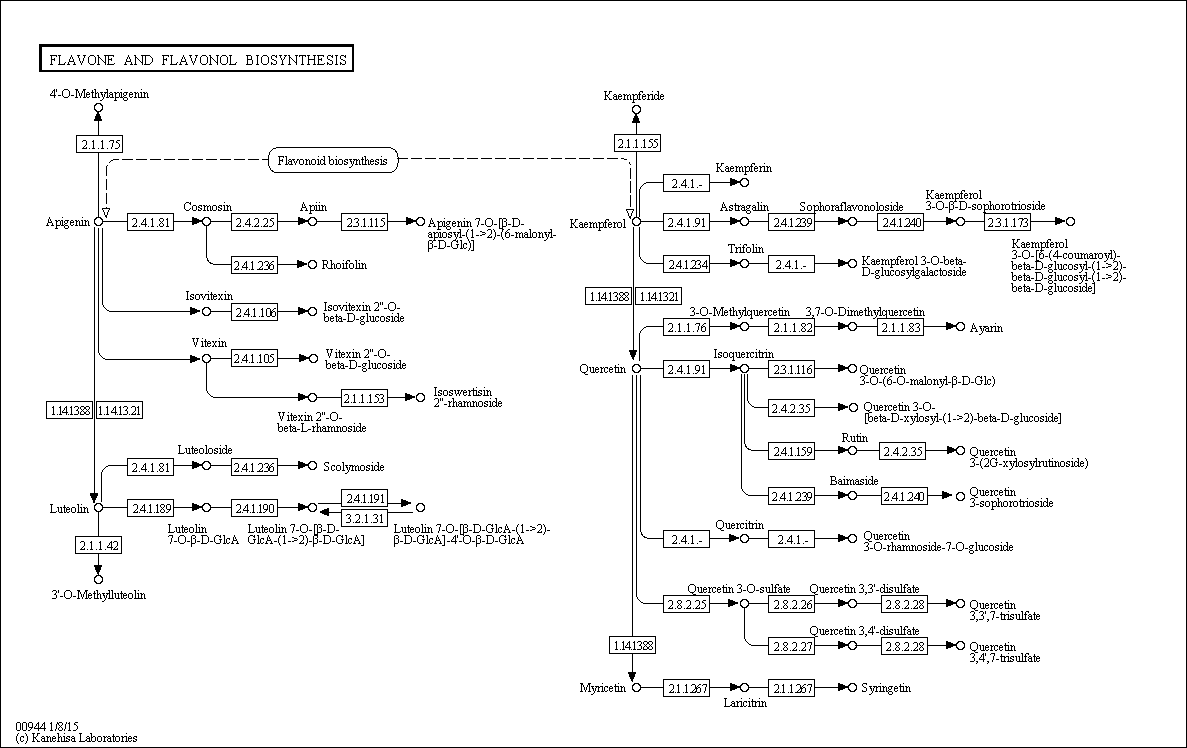 FLAVONE AND FLAVONOL BIOSYNTHESIS
4'-O-Methylapigenin
2.1.1.75
Flavonoid biosynthesis
Apigenin
2.4.1.81
Cosmosin
2.4.2.25
Apiin
2.3.1.115
Apigenin 7-O-[β-D-
apiosyl-(1->2)-(6-malonyl-
β-D-Glc)]
2.4.1.236
Rhoifolin
Isovitexin
2.4.1.106
Isovitexin 2"-O-
beta-D-glucoside
Vitexin
2.4.1.105
Vitexin 2"-O-
beta-D-glucoside
2.1.1.153
Isoswertisin
2"-rhamnoside
Vitexin 2"-O-
beta-L-rhamnoside
1.14.13.88
1.14.13.21
Luteoloside
2.4.1.81
2.4.1.236
Scolymoside
Luteolin
2.4.1.189
2.4.1.190
2.4.1.191
3.2.1.31
Luteolin
7-O-β-D-GlcA
Luteolin 7-O-[β-D-
GlcA-(1->2)-β-D-GlcA]
Luteolin 7-O-[β-D-GlcA-(1->2)-
β-D-GlcA]-4'-O-β-D-GlcA
2.1.1.42
3'-O-Methylluteolin
Kaempferide
2.1.1.155
Kaempferin
2.4.1.-
Kaempferol
2.4.1.91
Astragalin
2.4.1.239
Sophoraflavonoloside
2.4.1.240
Kaempferol
3-O-β-D-sophorotrioside
2.3.1.173
Kaempferol
3-O-[6-(4-coumaroyl)-
beta-D-glucosyl-(1->2)-
beta-D-glucosyl-(1->2)-
beta-D-glucoside]
Trifolin
2.4.1.234
2.4.1.-
Kaempferol 3-O-beta-
D-glucosylgalactoside
1.14.13.88
1.14.13.21
3-O-Methylquercetin
3,7-O-Dimethylquercetin
2.1.1.76
2.1.1.82
2.1.1.83
Ayarin
Quercetin
2.4.1.91
Isoquercitrin
2.3.1.116
Quercetin
3-O-(6-O-malonyl-β-D-Glc)
2.4.2.35
Quercetin 3-O-
[beta-D-xylosyl-(1->2)-beta-D-glucoside]
2.4.1.159
Rutin
2.4.2.35
Quercetin
3-(2G-xylosylrutinoside)
Baimaside
2.4.1.239
2.4.1.240
Quercetin
3-sophorotrioside
Quercitrin
2.4.1.-
2.4.1.-
Quercetin
3-O-rhamnoside-7-O-glucoside
Quercetin 3-O-sulfate
Quercetin 3,3'-disulfate
2.8.2.25
2.8.2.26
2.8.2.28
Quercetin
3,3',7-trisulfate
Quercetin 3,4'-disulfate
2.8.2.27
2.8.2.28
Quercetin
3,4',7-trisulfate
1.14.13.88
Myricetin
2.1.1.267
Laricitrin
2.1.1.267
Syringetin
00944 1/8/15
(c) Kanehisa Laboratories